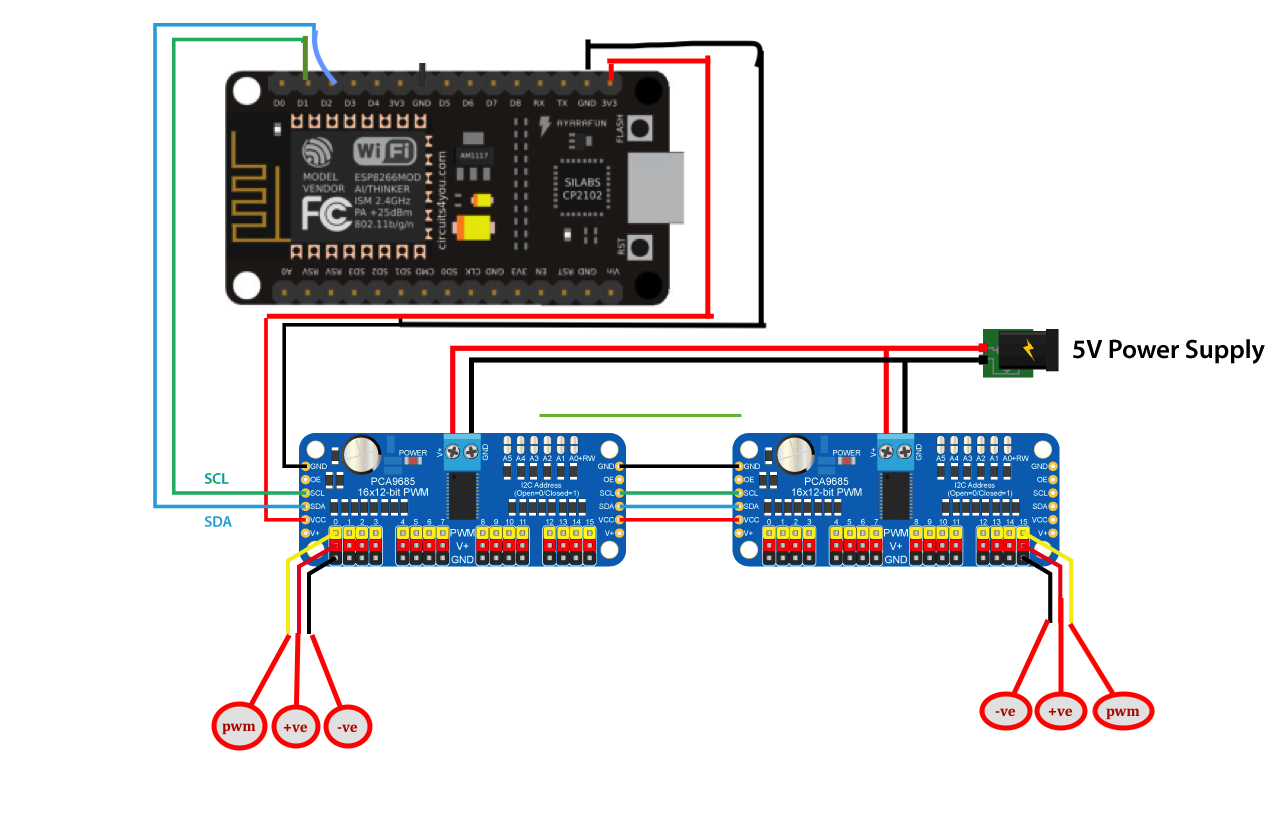 D0 D1 D2 D3 D4 3V3 GND D5 D6 D7 D8 RX TX GND 3V3
AYARAFUN
FLASH
WiFi
MODEL
VENDOR
ESP8266MOD
AI/THINKER
ISM 2.4GHz
PA +25dBm
802.11b/g/n
FC
circuits4you.com
AM1117
SILABS
CP2102
RST
A0 RSV RSV SD3 SD2 SD1 CMD SD0 CLK GND 3V3 EN RST GND Vin
5V Power Supply
SCL
SDA
V+
GND
POWER
A5 A4 A3 A2 A1 A0+RW
GND
OE
SCL
SDA
VCC
V+
PCA9685
16x12-bit PWM
I2C Address
(Open=0/Closed=1)
GND
OE
SCL
SDA
VCC
V+
0 1 2 3 4 5 6 7 8 9 10 11 12 13 14 15
PWM
V+
GND
V+
GND
POWER
A5 A4 A3 A2 A1 A0+RW
GND
OE
SCL
SDA
VCC
V+
PCA9685
16x12-bit PWM
I2C Address
(Open=0/Closed=1)
GND
OE
SCL
SDA
VCC
V+
0 1 2 3 4 5 6 7 8 9 10 11 12 13 14 15
PWM
V+
GND
pwm
+ve
-ve
-ve
+ve
pwm